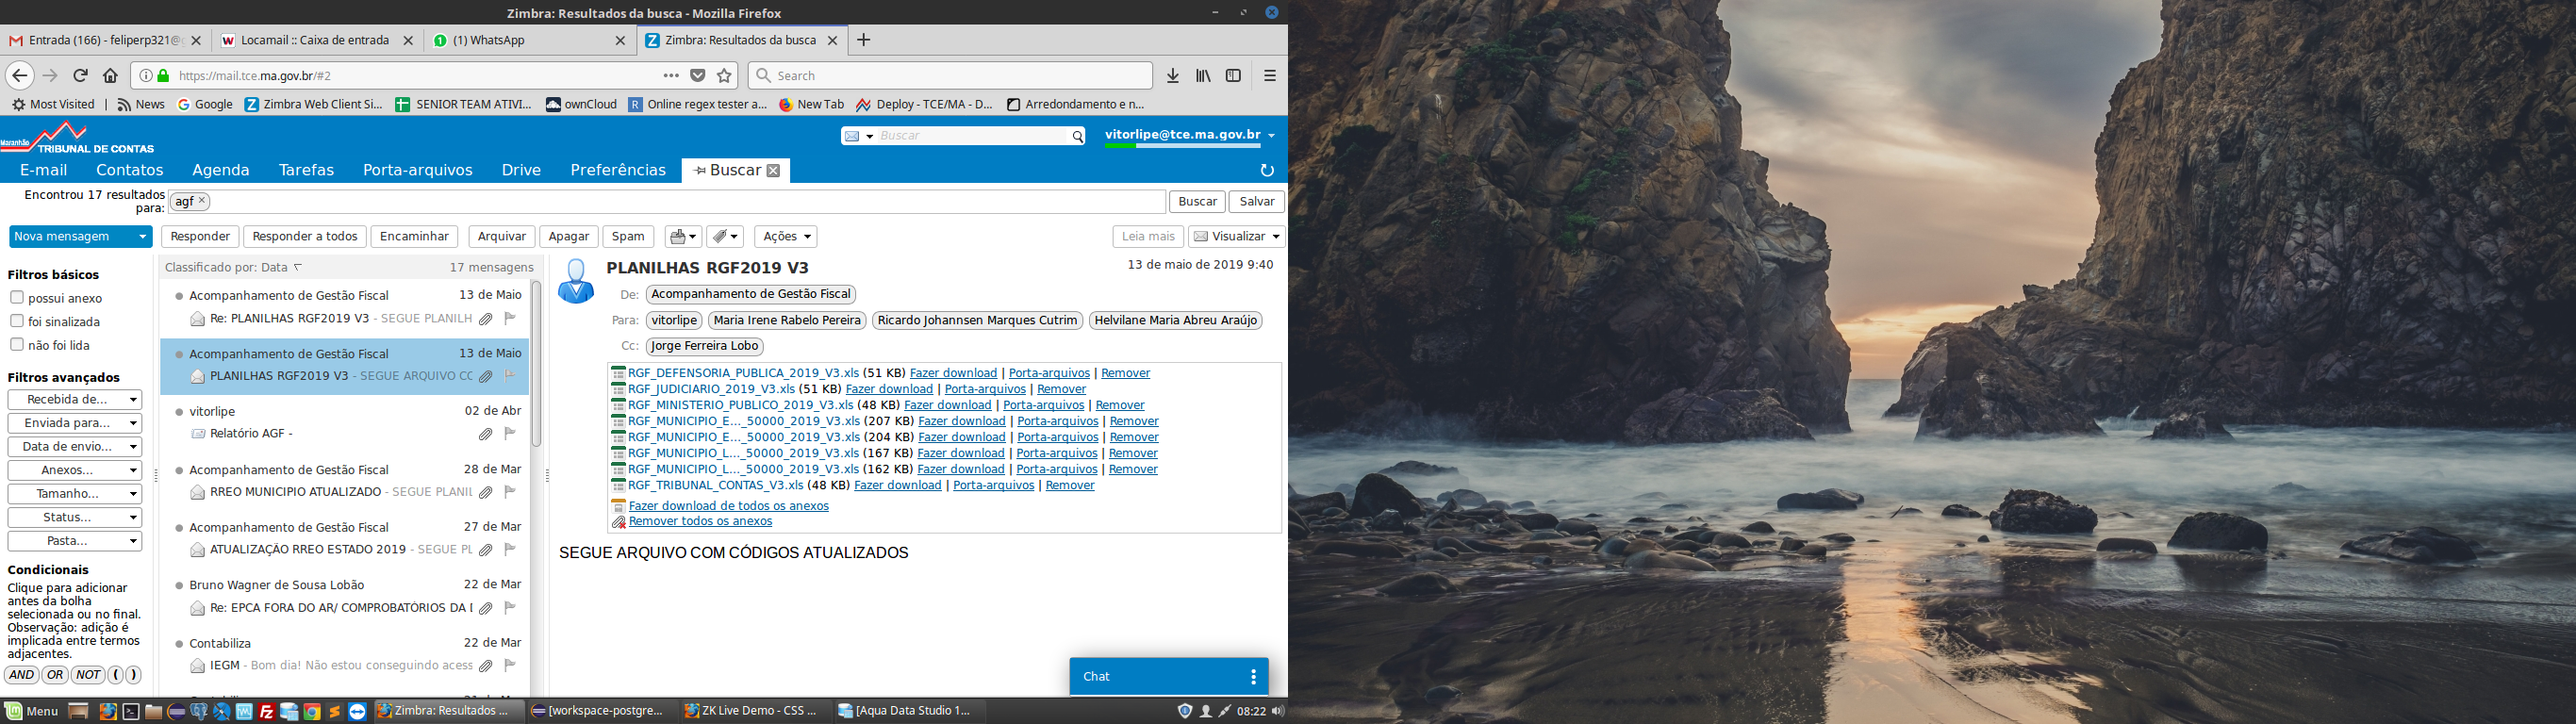 Zimbra: Resultados da busca - Mozilla Firefox
Entrada (166) - feliperp321@
Locamail :: Caixa de entrada
(1) WhatsApp
Zimbra: Resultados da busca
https://mail.tce.ma.gov.br/#2
Search
Most Visited
News
Google
Zimbra Web Client Si...
SENIOR TEAM ATIVI...
ownCloud
Online regex tester a...
New Tab
Deploy - TCE/MA - D...
Arredondamento e n...
Maranhão
TRIBUNAL DE CONTAS
Buscar
vitorlipe@tce.ma.gov.br
E-mail
Contatos
Agenda
Tarefas
Porta-arquivos
Drive
Preferências
Buscar
Encontrou 17 resultados
para:
agf
Buscar
Salvar
Nova mensagem
Responder
Responder a todos
Encaminhar
Arquivar
Apagar
Spam
Ações
Leia mais
Visualizar
Filtros básicos
possui anexo
foi sinalizada
não foi lida
Filtros avançados
Recebida de...
Enviada para...
Data de envio...
Anexos...
Tamanho...
Status...
Pasta...
Condicionais
Clique para adicionar
antes da bolha
selecionada ou no final.
Observação: adição é
implicada entre termos
adjacentes.
AND OR NOT ( )
Classificado por: Data
17 mensagens
Acompanhamento de Gestão Fiscal 13 de Maio
Re: PLANILHAS RGF2019 V3 - SEGUE PLANILH
Acompanhamento de Gestão Fiscal 13 de Maio
PLANILHAS RGF2019 V3 - SEGUE ARQUIVO CO
vitorlipe 02 de Abr
Relatório AGF -
Acompanhamento de Gestão Fiscal 28 de Mar
RREO MUNICIPIO ATUALIZADO - SEGUE PLANIL
Acompanhamento de Gestão Fiscal 27 de Mar
ATUALIZAÇÃO RREO ESTADO 2019 - SEGUE PL
Bruno Wagner de Sousa Lobão 22 de Mar
Re: EPCA FORA DO AR/ COMPROBATÓRIOS DA
Contabiliza 22 de Mar
IEGM - Bom dia! Não estou conseguindo acess
PLANILHAS RGF2019 V3
13 de maio de 2019 9:40
De: Acompanhamento de Gestão Fiscal
Para: vitorlipe Maria Irene Rabelo Pereira Ricardo Johannsen Marques Cutrim Helvilane Maria Abreu Araújo
Cc: Jorge Ferreira Lobo
RGF_DEFENSORIA_PUBLICA_2019_V3.xls (51 KB) Fazer download | Porta-arquivos | Remover
RGF_JUDICIARIO_2019_V3.xls (51 KB) Fazer download | Porta-arquivos | Remover
RGF_MINISTERIO_PUBLICO_2019_V3.xls (48 KB) Fazer download | Porta-arquivos | Remover
RGF_MUNICIPIO_E..._50000_2019_V3.xls (207 KB) Fazer download | Porta-arquivos | Remover
RGF_MUNICIPIO_E..._50000_2019_V3.xls (204 KB) Fazer download | Porta-arquivos | Remover
RGF_MUNICIPIO_L..._50000_2019_V3.xls (167 KB) Fazer download | Porta-arquivos | Remover
RGF_MUNICIPIO_L..._50000_2019_V3.xls (162 KB) Fazer download | Porta-arquivos | Remover
RGF_TRIBUNAL_CONTAS_V3.xls (48 KB) Fazer download | Porta-arquivos | Remover
Fazer download de todos os anexos
Remover todos os anexos
SEGUE ARQUIVO COM CÓDIGOS ATUALIZADOS
Chat
Menu
Zimbra: Resultados ...
[workspace-postgre...
ZK Live Demo - CSS ...
[Aqua Data Studio 1...
08:22